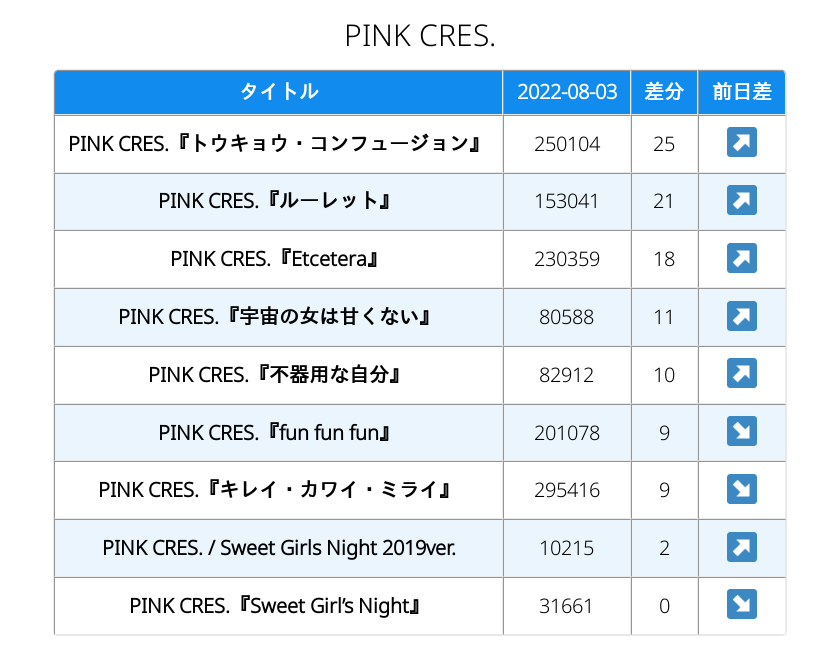 PINK CRES.
タイトル 2022-08-03 差分 前日差
PINK CRES.『トウキョウ・コンフュージョン』 250104 25 ↗
PINK CRES.『ルーレット』 153041 21 ↗
PINK CRES.『Etcetera』 230359 18 ↗
PINK CRES.『宇宙の女は甘くない』 80588 11 ↗
PINK CRES.『不器用な自分』 82912 10 ↗
PINK CRES.『fun fun fun』 201078 9 ↘
PINK CRES.『キレイ・カワイ・ミライ』 295416 9 ↘
PINK CRES. / Sweet Girls Night 2019ver. 10215 2 ↗
PINK CRES.『Sweet Girl’s Night』 31661 0 ↘